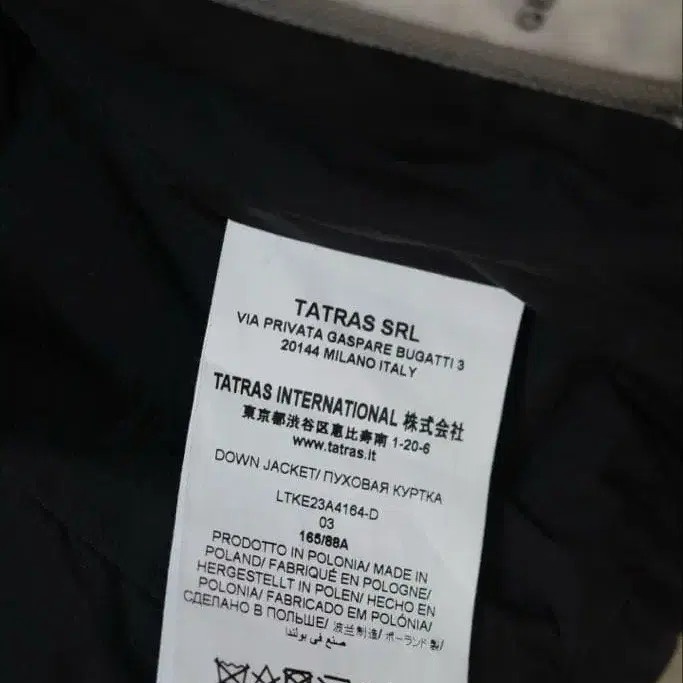 TATRAS SRL
VIA PRIVATA GASPARE BUGATTI 3
20144 MILANO ITALY
TATRAS INTERNATIONAL 株式会社
東京都渋谷区恵比寿南 1-20-6
www.tatras.it
DOWN JACKET/ ПУХОВАЯ КУРТКА
LTKE23A4164-D
03
165/88A
PRODOTTO IN POLONIA/ MADE IN
POLAND/ FABRIQUÉ EN POLOGNE/
HERGESTELLT IN POLEN/ HECHO EN
POLONIA/ FABRICADO EM POLÓNIA/
СДЕЛАНО В ПОЛЬШЕ/ 波兰制造/ ポーランド製/
صنع في بولندا